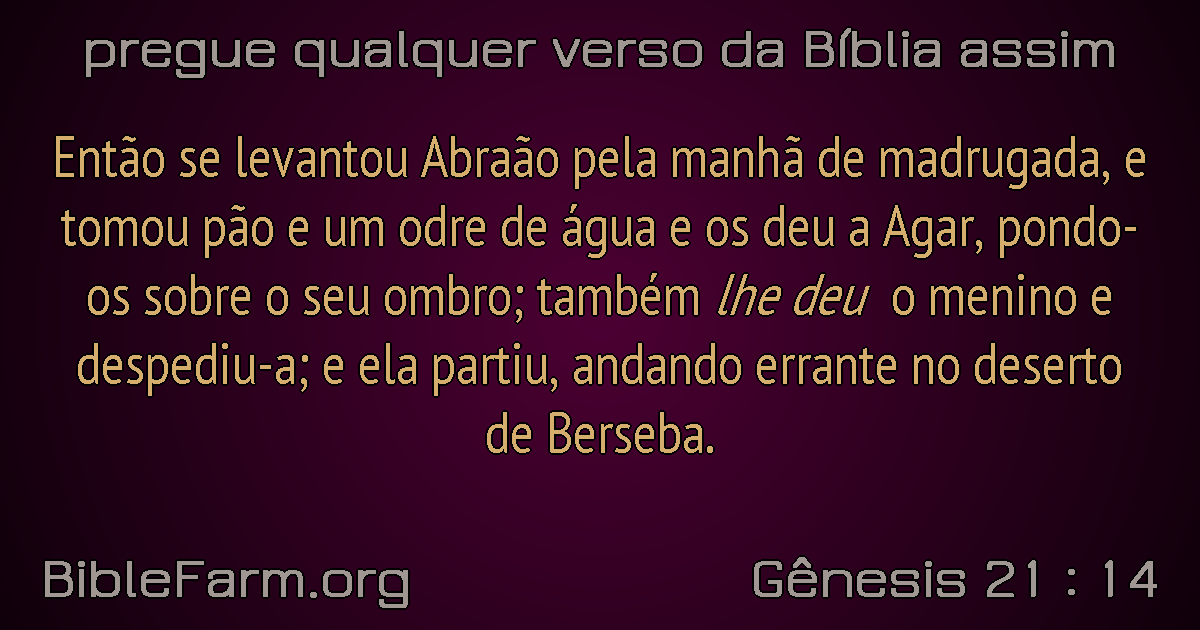 pregue qualquer verso da Bíblia assim
Então se levantou Abraão pela manhã de madrugada, e
tomou pão e um odre de água e os deu a Agar, pondo-
os sobre o seu ombro; também lhe deu o menino e
despediu-a; e ela partiu, andando errante no deserto
de Berseba.
BibleFarm.org
Gênesis 21 : 14